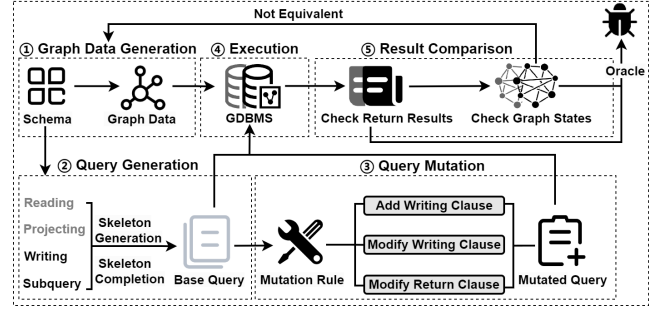 Not Equivalent
① Graph Data Generation
④ Execution
⑤ Result Comparison
Oracle
Schema
Graph Data
GDBMS
Check Return Results
Check Graph States
② Query Generation
③ Query Mutation
Reading
Projecting
Writing
Subquery
Skeleton
Generation
Skeleton
Completion
Base Query
Mutation Rule
Add Writing Clause
Modify Writing Clause
Modify Return Clause
Mutated Query